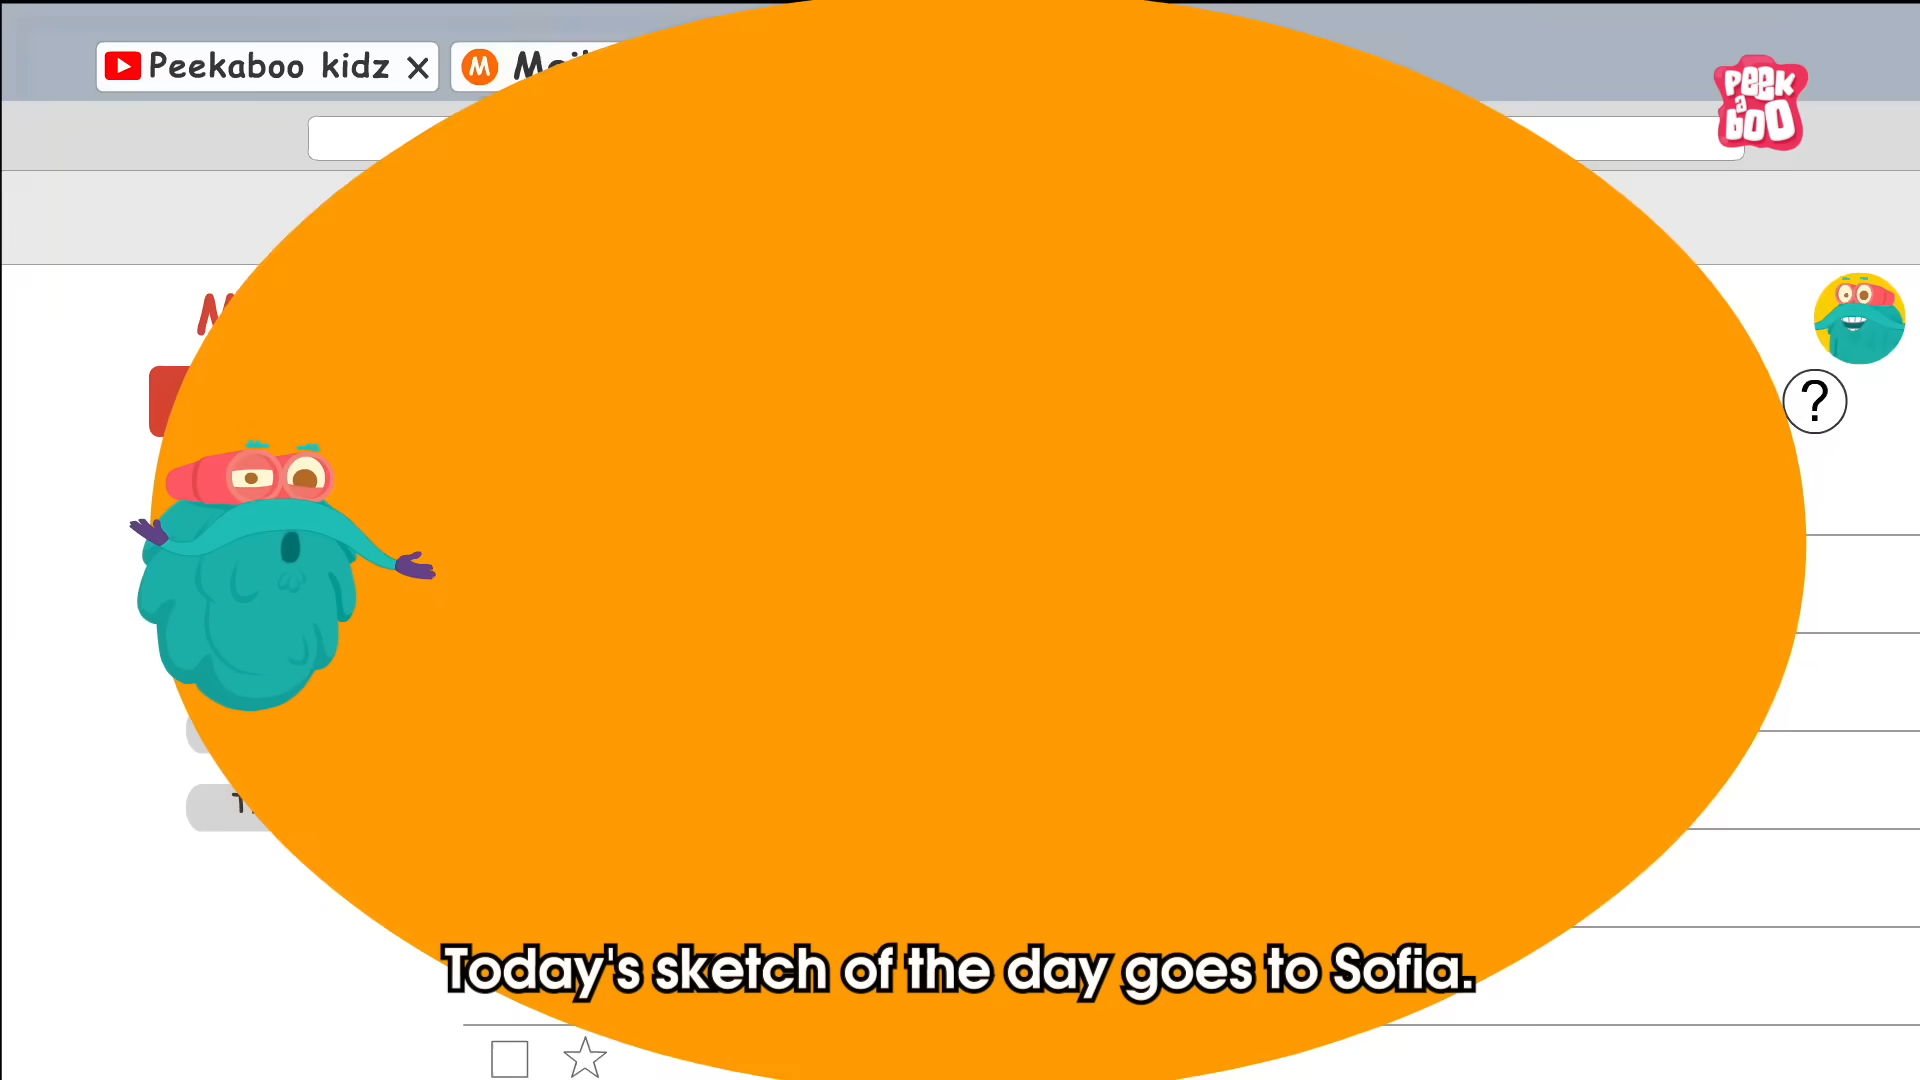 Peekaboo kidz
M
PEEK
a
BOO
?
Today's sketch of the day goes to Sofia.